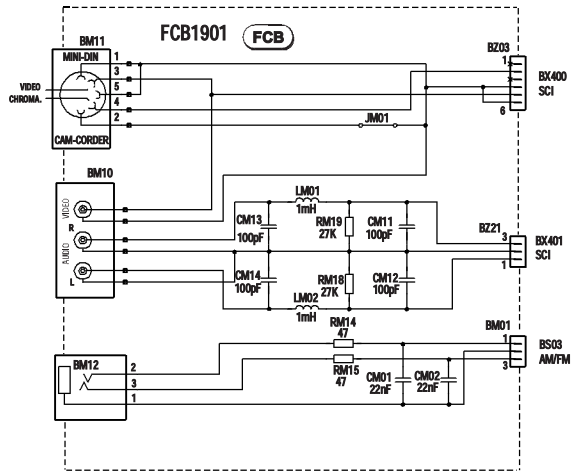 FCB1901 FCB
BM11
MINI-DIN
1
3
5
4
2
VIDEO
CHROMA.
CAM-CORDER
JM01
BZ03
1
6
BX400
SCI
BM10
VIDEO
R
AUDIO
L
LM01
1mH
CM13
100pF
RM19
27K
CM11
100pF
CM14
100pF
RM18
27K
CM12
100pF
LM02
1mH
BZ21
3
1
BX401
SCI
BM12
2
3
1
RM14
47
RM15
47
CM01
22nF
CM02
22nF
BM01
1
3
BS03
AM/FM